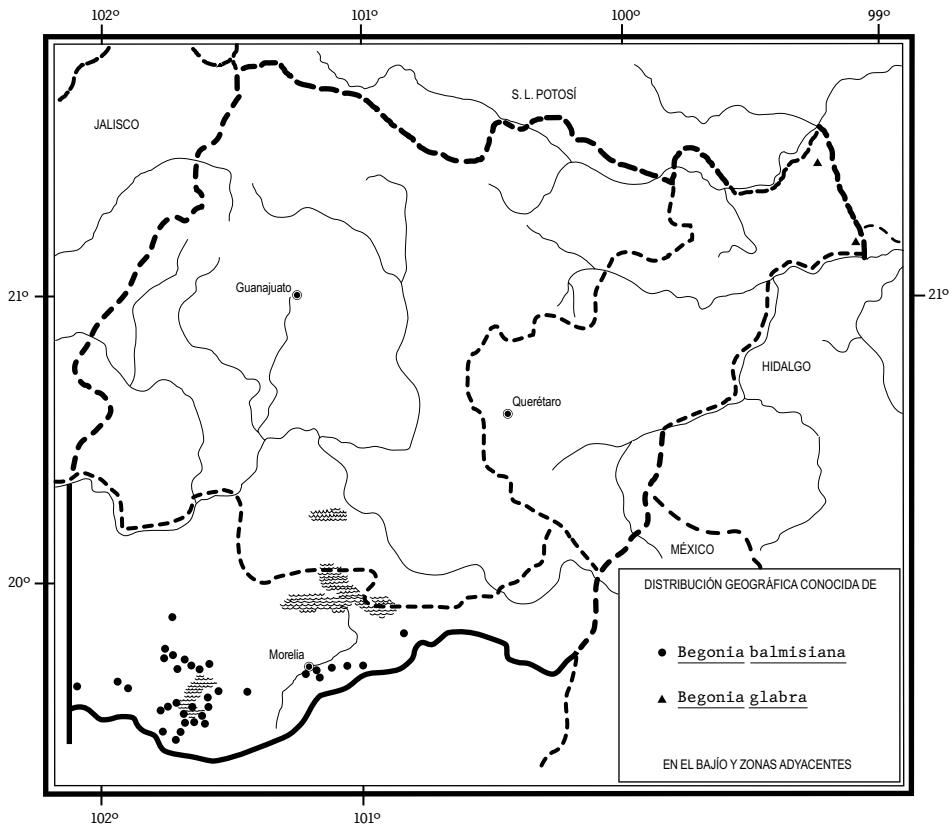 102º 101º 100º 99º
S. L. POTOSÍ
JALISCO
Guanajuato
21º 21º
HIDALGO
Querétaro
MÉXICO
20º
DISTRIBUCIÓN GEOGRÁFICA CONOCIDA DE
Begonia balmisiana
Morelia
Begonia glabra
EN EL BAJÍO Y ZONAS ADYACENTES
102º 101º